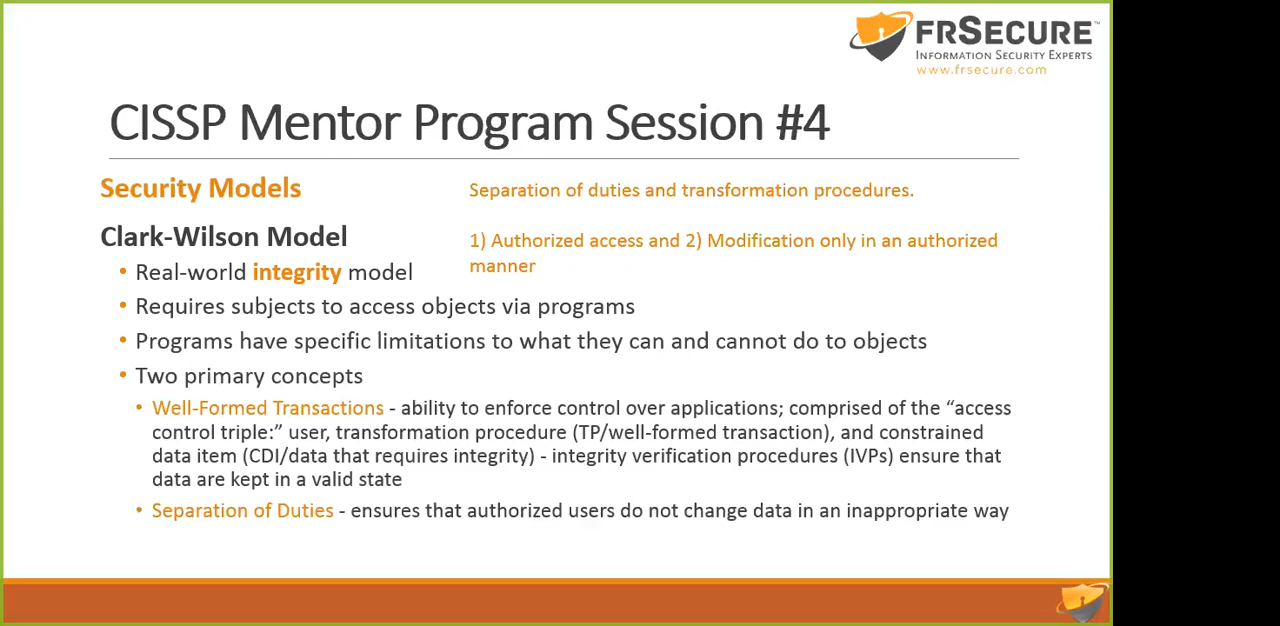 FRSECURE™
INFORMATION SECURITY EXPERTS
www.frsecure.com
CISSP Mentor Program Session #4
Security Models
Separation of duties and transformation procedures.
Clark-Wilson Model
1) Authorized access and 2) Modification only in an authorized
manner
• Real-world integrity model
• Requires subjects to access objects via programs
• Programs have specific limitations to what they can and cannot do to objects
• Two primary concepts
• Well-Formed Transactions - ability to enforce control over applications; comprised of the “access
control triple:” user, transformation procedure (TP/well-formed transaction), and constrained
data item (CDI/data that requires integrity) - integrity verification procedures (IVPs) ensure that
data are kept in a valid state
• Separation of Duties - ensures that authorized users do not change data in an inappropriate way